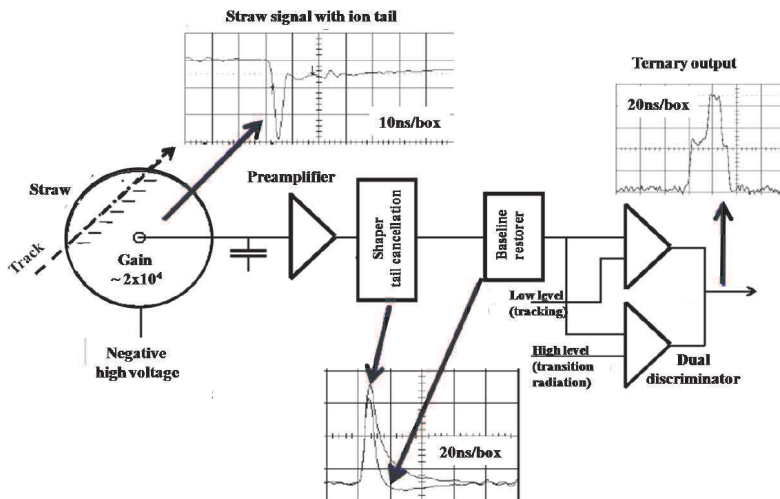 Straw signal with ion tail
10ns/box
Ternary output
20ns/box
Straw
Track
Gain
~2x10⁴
Negative
high voltage
Preamplifier
Shaper
tail cancellation
Baseline
restorer
Low level
(tracking)
High level
(transition
radiation)
Dual
discriminator
20ns/box